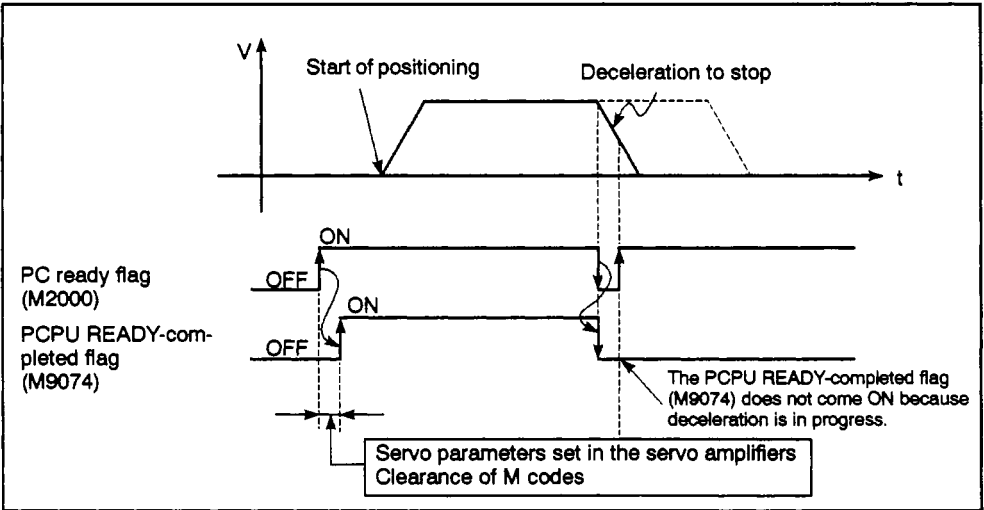 V
Start of positioning
Deceleration to stop
t
ON
PC ready flag
(M2000)
OFF
ON
PCPU READY-com-
pleted flag
(M9074)
OFF
The PCPU READY-completed flag
(M9074) does not come ON because
deceleration is in progress.
Servo parameters set in the servo amplifiers
Clearance of M codes